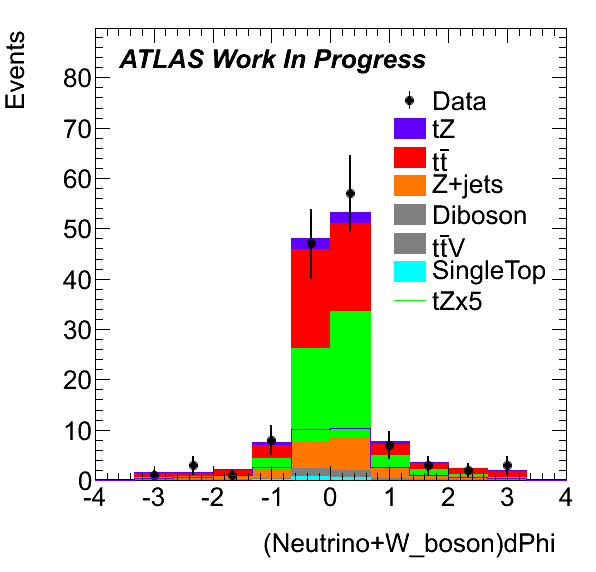 ATLAS Work In Progress
Events
80
70
60
50
40
30
20
10
0
Data
tZ
tt̄
Z+jets
Diboson
tt̄V
SingleTop
tZx5
-4 -3 -2 -1 0 1 2 3 4
(Neutrino+W_boson)dPhi